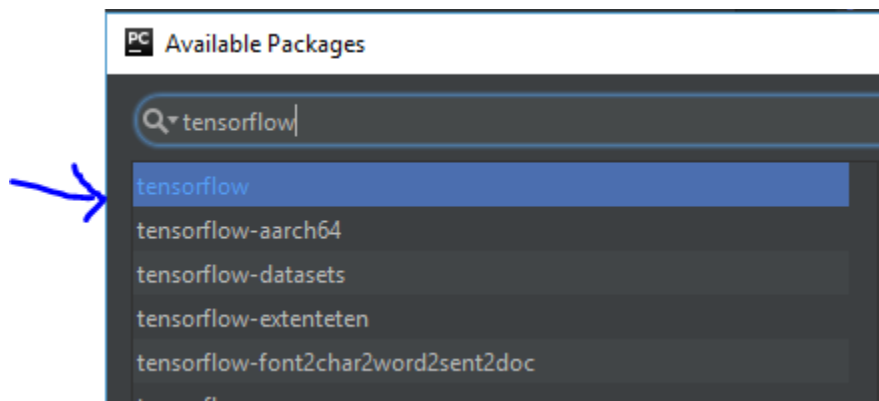 PC Available Packages
tensorflow
tensorflow
tensorflow-aarch64
tensorflow-datasets
tensorflow-extenteten
tensorflow-font2char2word2sent2doc